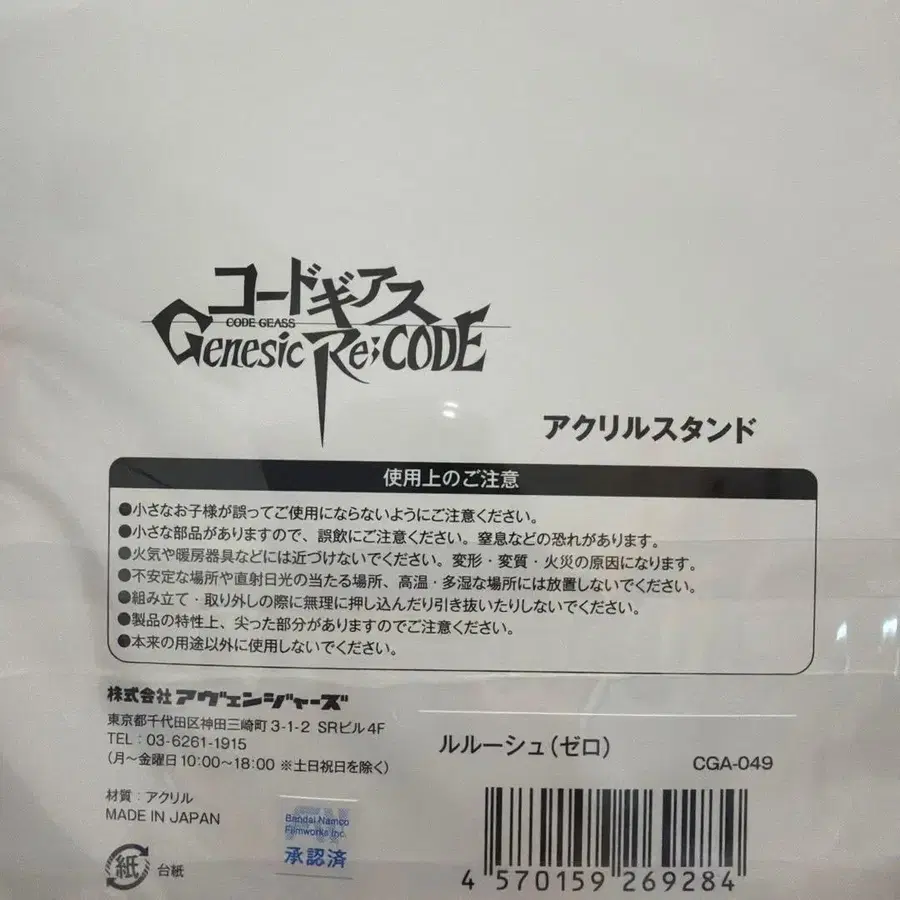 コードギアス
CODE GEASS
Genesic Re;CODE
アクリルスタンド
使用上のご注意
●小さなお子様が誤ってご使用にならないようにご注意ください。
●小さな部品がありますので、誤飲にご注意ください。窒息などの恐れがあります。
●火気や暖房器具などには近づけないでください。変形・変質・火災の原因になります。
●不安定な場所や直射日光の当たる場所、高温・多湿な場所には放置しないでください。
●組み立て・取り外しの際に無理に押し込んだり引き抜いたりしないでください。
●製品の特性上、尖った部分がありますのでご注意ください。
●本来の用途以外に使用しないでください。
株式会社アヴェンジャーズ
東京都千代田区神田三崎町3-1-2 SRビル4F
TEL:03-6261-1915
(月〜金曜日10:00〜18:00 ※土日祝日を除く)
ルルーシュ(ゼロ)
CGA-049
材質:アクリル
MADE IN JAPAN
Bandai Namco
Filmworks Inc.
承認済
紙 台紙
4 570159 269284